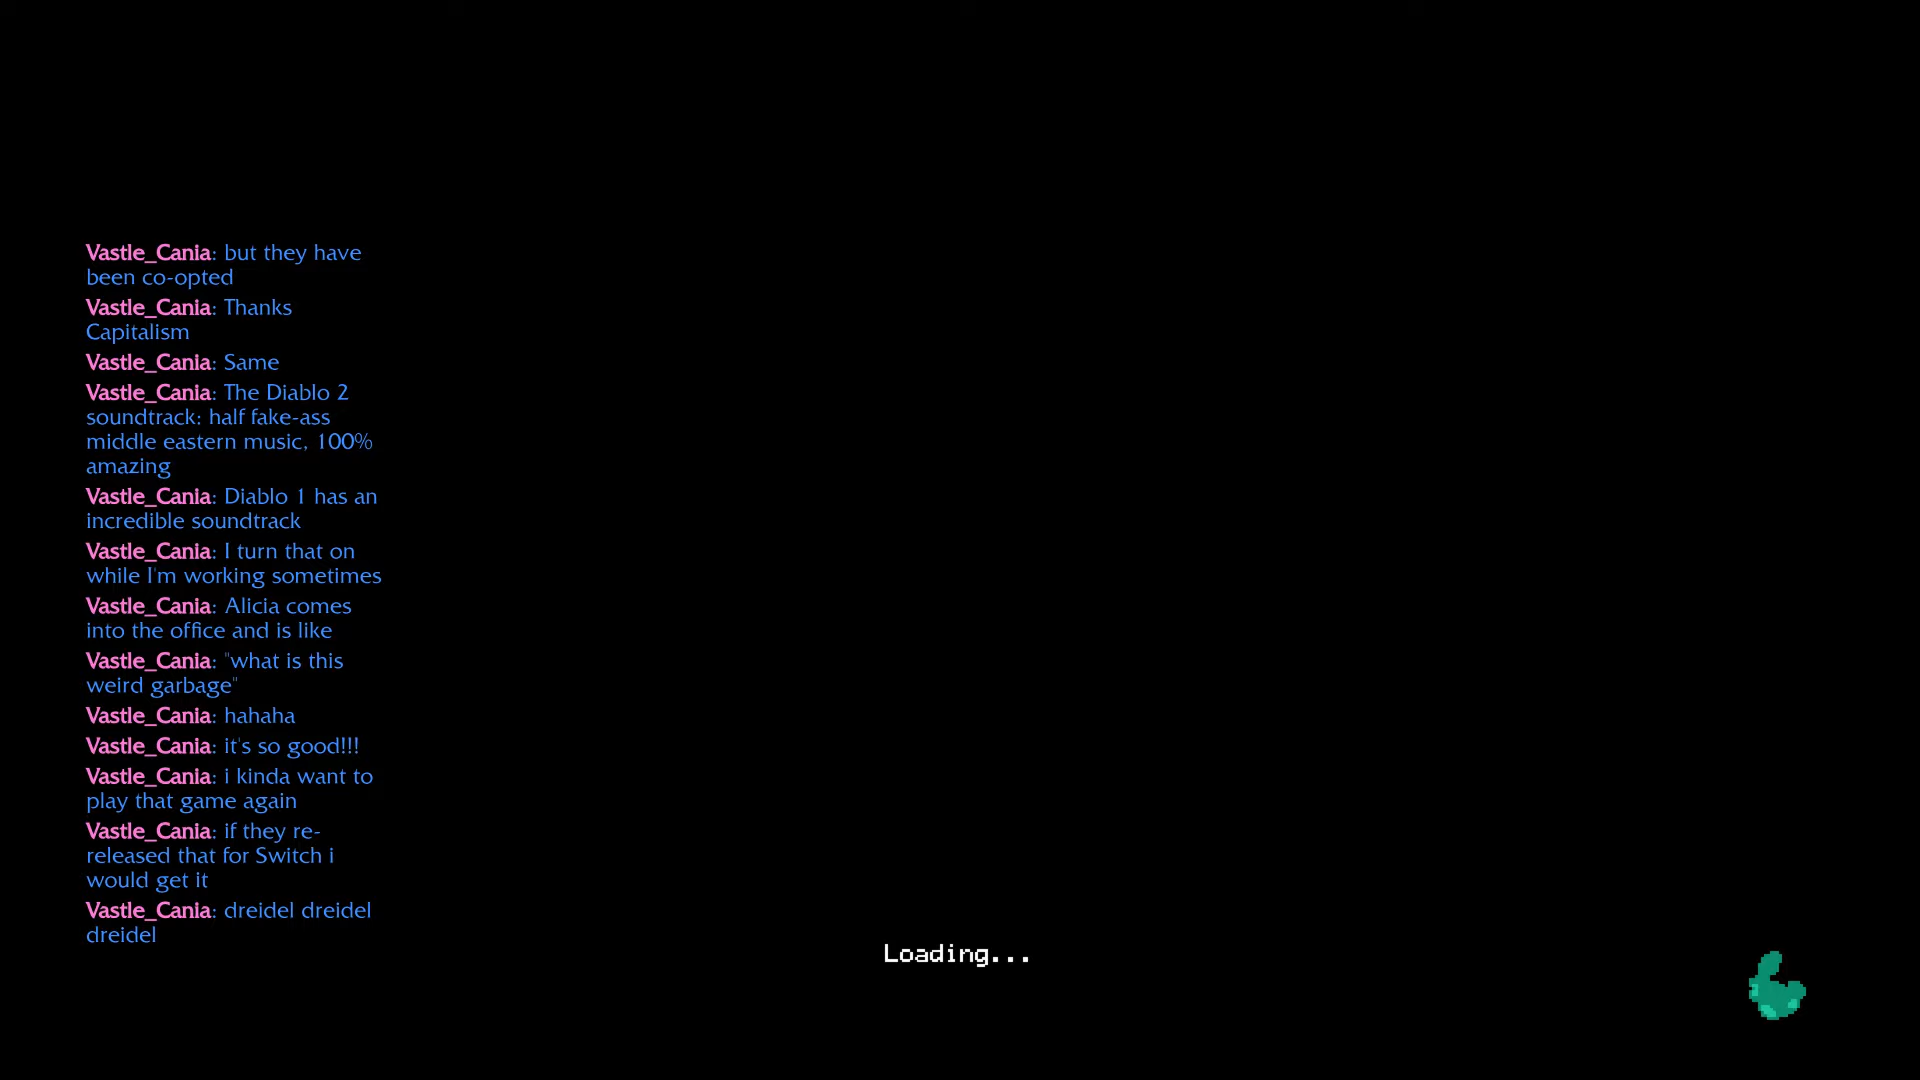 Vastle_Cania: but they have
been co-opted
Vastle_Cania: Thanks
Capitalism
Vastle_Cania: Same
Vastle_Cania: The Diablo 2
soundtrack: half fake-ass
middle eastern music, 100%
amazing
Vastle_Cania: Diablo 1 has an
incredible soundtrack
Vastle_Cania: I turn that on
while I'm working sometimes
Vastle_Cania: Alicia comes
into the office and is like
Vastle_Cania: "what is this
weird garbage"
Vastle_Cania: hahaha
Vastle_Cania: it's so good!!!
Vastle_Cania: i kinda want to
play that game again
Vastle_Cania: if they re-
released that for Switch i
would get it
Vastle_Cania: dreidel dreidel
dreidel
Loading...